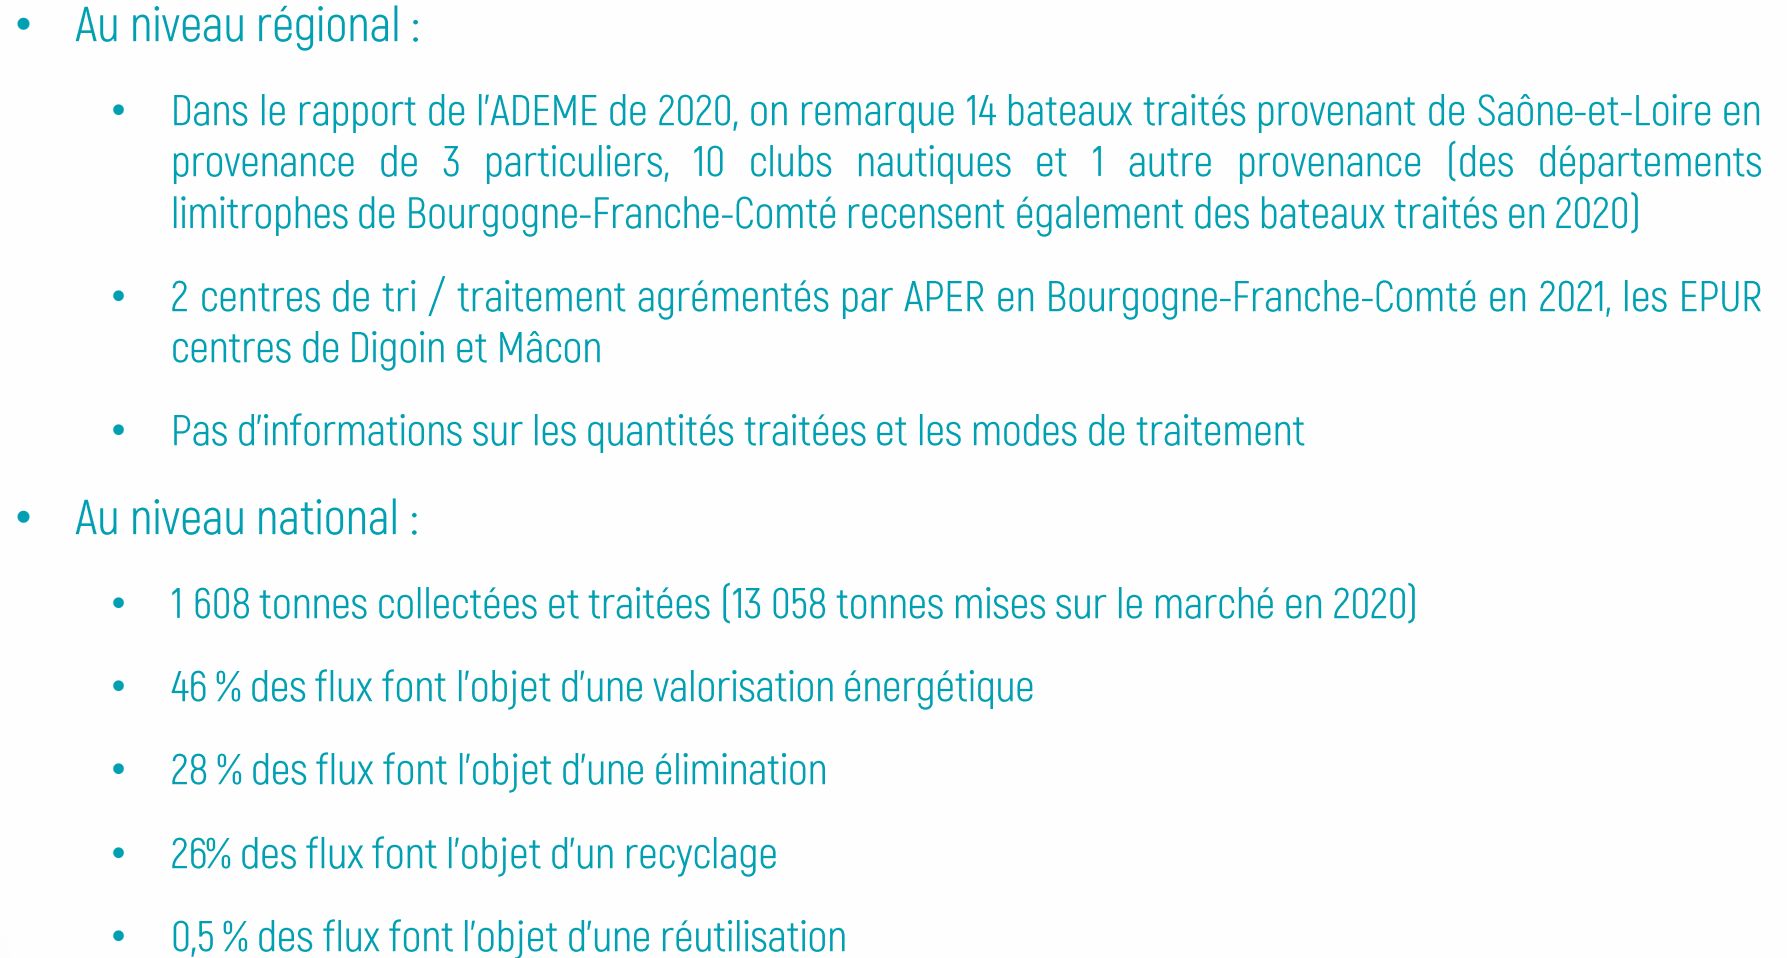 • Au niveau régional :
• Dans le rapport de l'ADEME de 2020, on remarque 14 bateaux traités provenant de Saône-et-Loire en
provenance de 3 particuliers, 10 clubs nautiques et 1 autre provenance (des départements
limitrophes de Bourgogne-Franche-Comté recensent également des bateaux traités en 2020)
• 2 centres de tri / traitement agrémentés par APER en Bourgogne-Franche-Comté en 2021, les EPUR
centres de Digoin et Mâcon
• Pas d'informations sur les quantités traitées et les modes de traitement
• Au niveau national :
• 1 608 tonnes collectées et traitées (13 058 tonnes mises sur le marché en 2020)
• 46 % des flux font l'objet d'une valorisation énergétique
• 28 % des flux font l'objet d'une élimination
• 26% des flux font l'objet d'un recyclage
• 0,5 % des flux font l'objet d'une réutilisation